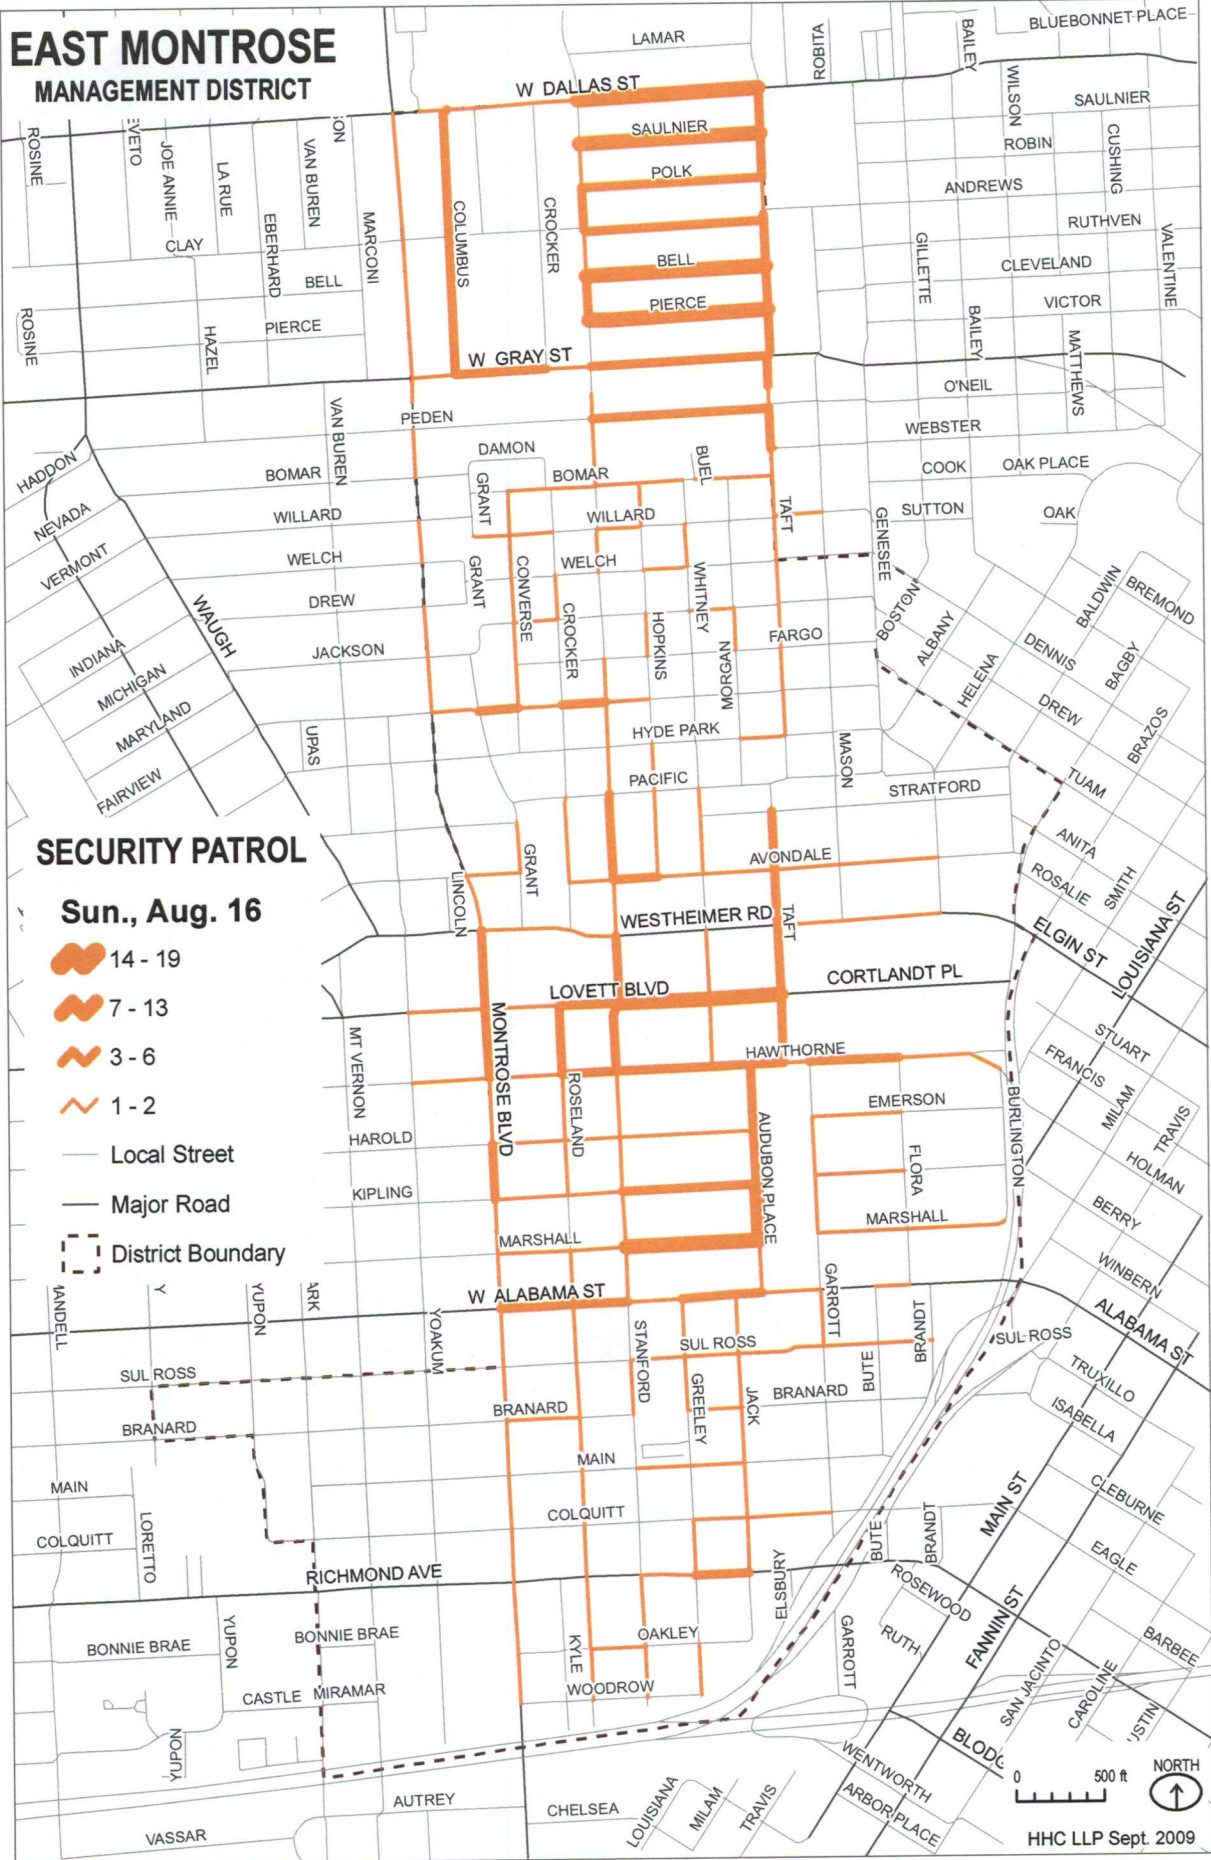 EAST MONTROSE
MANAGEMENT DISTRICT
LAMAR
ROBITA
BAILEY
BLUEBONNET PLACE
W DALLAS ST
WILSON
SAULNIER
ROSINE
EVETO
JOE ANNIE
LA RUE
VAN BUREN
ON
SAULNIER
ROBIN
CUSHING
POLK
ANDREWS
EBERHARD
MARCONI
COLUMBUS
CROCKER
RUTHVEN
CLAY
GILLETTE
VALENTINE
BELL
BELL
CLEVELAND
PIERCE
VICTOR
ROSINE
HAZEL
PIERCE
BAILEY
MATTHEWS
W GRAY ST
O'NEIL
VAN BUREN
PEDEN
WEBSTER
HADDON
DAMON
BUEL
COOK
OAK PLACE
BOMAR
BOMAR
GRANT
NEVADA
WILLARD
WILLARD
TAFT
SUTTON
OAK
GENESEE
VERMONT
WELCH
WELCH
GRANT
CONVERSE
WHITNEY
BOSTON
BALDWIN
BREMOND
WAUGH
DREW
CROCKER
HOPKINS
FARGO
ALBANY
INDIANA
JACKSON
MORGAN
DENNIS
BAGBY
MICHIGAN
HELENA
MARYLAND
UPAS
HYDE PARK
MASON
DREW
BRAZOS
FAIRVIEW
PACIFIC
STRATFORD
TUAM
SECURITY PATROL
GRANT
AVONDALE
ANITA
ROSALIE
SMITH
LINCOLN
Sun., Aug. 16
WESTHEIMER RD
TAFT
ELGIN ST
LOUISIANA ST
14 - 19
LOVETT BLVD
CORTLANDT PL
7 - 13
MONTROSE BLVD
MT VERNON
STUART
3 - 6
HAWTHORNE
FRANCIS
ROSELAND
BURLINGTON
1 - 2
EMERSON
MILAM
TRAVIS
HAROLD
AUDUBON PLACE
Local Street
FLORA
HOLMAN
KIPLING
Major Road
MARSHALL
BERRY
District Boundary
MARSHALL
WINBERN
MANDELL
Y
YUPON
ARK
W ALABAMA ST
GARROTT
ALABAMA ST
YOAKUM
STANFORD
SUL ROSS
BRANDT
SUL ROSS
SUL ROSS
BUTE
TRUXILLO
GREELEY
JACK
BRANARD
BRANARD
BRANARD
ISABELLA
MAIN
MAIN
MAIN ST
CLEBURNE
COLQUITT
LORETTO
COLQUITT
BUTE
BRANDT
EAGLE
RICHMOND AVE
ELSBURY
ROSEWOOD
FANNIN ST
BONNIE BRAE
YUPON
BONNIE BRAE
KYLE
OAKLEY
GARROTT
RUTH
BARBEE
CASTLE
MIRAMAR
WOODROW
SAN JACINTO
CAROLINE
USTIN
YUPON
BLODG
WENTWORTH
ARBOR PLACE
0
500 ft
NORTH
AUTREY
CHELSEA
LOUISIANA
MILAM
TRAVIS
VASSAR
HHC LLP Sept. 2009